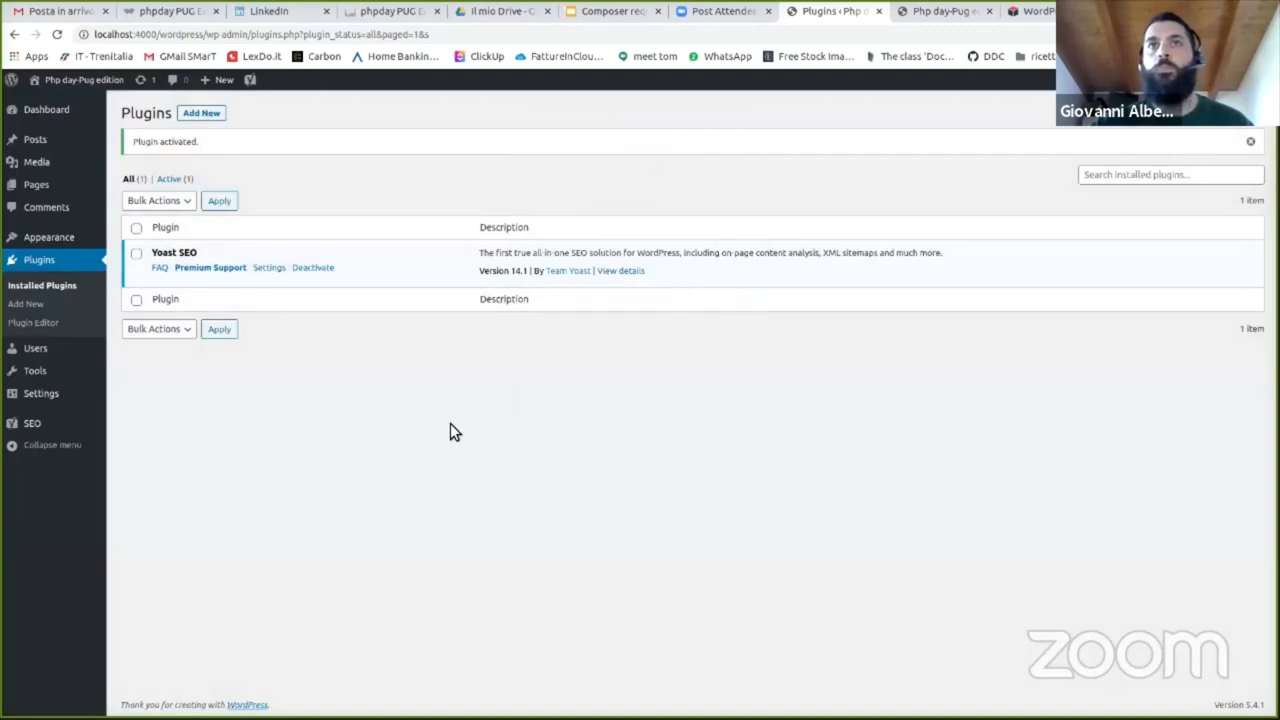 Posta in arrivo
phpday PUG E
LinkedIn
phpday PUG E
Il mio Drive - G
Composer req
Post Attendee
Plugins ‹ Php d
Php day-Pug e
WordP
localhost:4000/wordpress/wp-admin/plugins.php?plugin_status=all&paged=1&s
Apps
IT - Trenitalia
GMail SMarT
LexDo.it
Carbon
Home Bankin...
ClickUp
FattureInClou...
meet tom
WhatsApp
Free Stock Ima...
The class 'Doc...
DDC
ricett
Php day-Pug edition
1
0
New
Giovanni Albe...
Dashboard
Posts
Media
Pages
Comments
Appearance
Plugins
Installed Plugins
Add New
Plugin Editor
Users
Tools
Settings
SEO
Collapse menu
Plugins
Add New
Plugin activated.
All (1) | Active (1)
Search installed plugins...
Bulk Actions
Apply
1 item
Plugin
Description
Yoast SEO
The first true all-in-one SEO solution for WordPress, including on-page content analysis, XML sitemaps and much more.
FAQ Premium Support Settings Deactivate
Version 14.1 | By Team Yoast | View details
Plugin
Description
Bulk Actions
Apply
1 item
zoom
Thank you for creating with WordPress.
Version 5.4.1